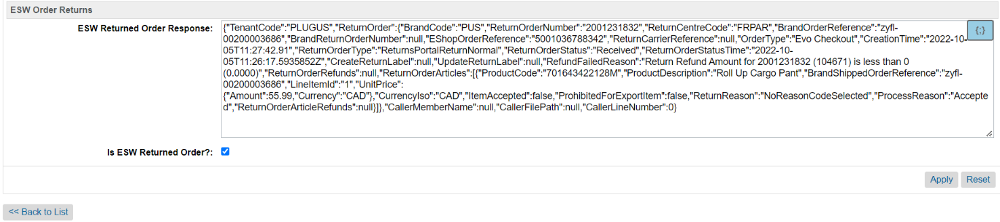 ESW Order Returns
ESW Returned Order Response:
{"TenantCode":"PLUGUS","ReturnOrder":{"BrandCode":"PUS","ReturnOrderNumber":"2001231832","ReturnCentreCode":"FRPAR","BrandOrderReference":"zyfl-
00200003686","BrandReturnOrderNumber":null,"EShopOrderReference":"5001036788342","ReturnCarrierReference":null,"OrderType":"Evo Checkout","CreationTime":"2022-10-
05T11:27:42.91","ReturnOrderType":"ReturnsPortalReturnNormal","ReturnOrderStatus":"Received","ReturnOrderStatusTime":"2022-10-
05T11:26:17.5935852Z","CreateReturnLabel":null,"UpdateReturnLabel":null,"RefundFailedReason":"Return Refund Amount for 2001231832 (104671) is less than 0
(0.0000)","ReturnOrderRefunds":null,"ReturnOrderArticles":[{"ProductCode":"701643422128M","ProductDescription":"Roll Up Cargo Pant","BrandShippedOrderReference":"zyfl-
00200003686","LineItemId":"1","UnitPrice":
{"Amount":55.99,"Currency":"CAD"},"CurrencyIso":"CAD","ItemAccepted":false,"ProhibitedForExportItem":false,"ReturnReason":"NoReasonCodeSelected","ProcessReason":"Accepte
d","ReturnOrderArticleRefunds":null}]},"CallerMemberName":null,"CallerFilePath":null,"CallerLineNumber":0}
{;}
Is ESW Returned Order?:
Apply Reset
<< Back to List